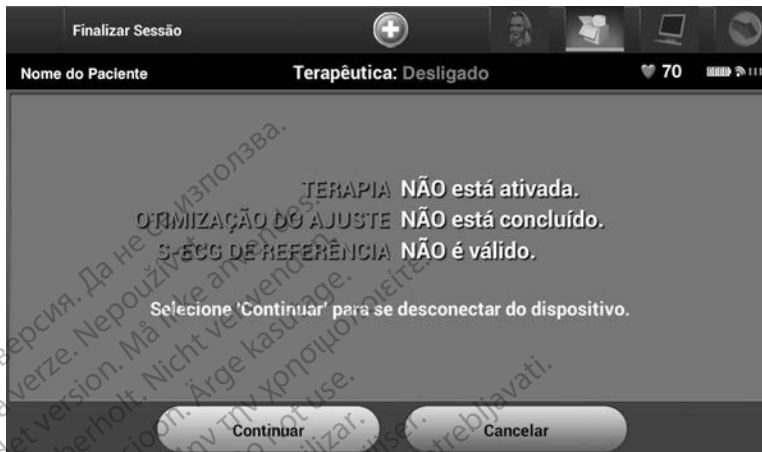 Finalizar Sessão
Nome do Paciente
Terapêutica: Desligado
70
TERAPIA NÃO está ativada.
OTIMIZAÇÃO DO AJUSTE NÃO está concluído.
S-ECG DE REFERÊNCIA NÃO é válido.
Selecione 'Continuar' para se desconectar do dispositivo.
Continuar
Cancelar